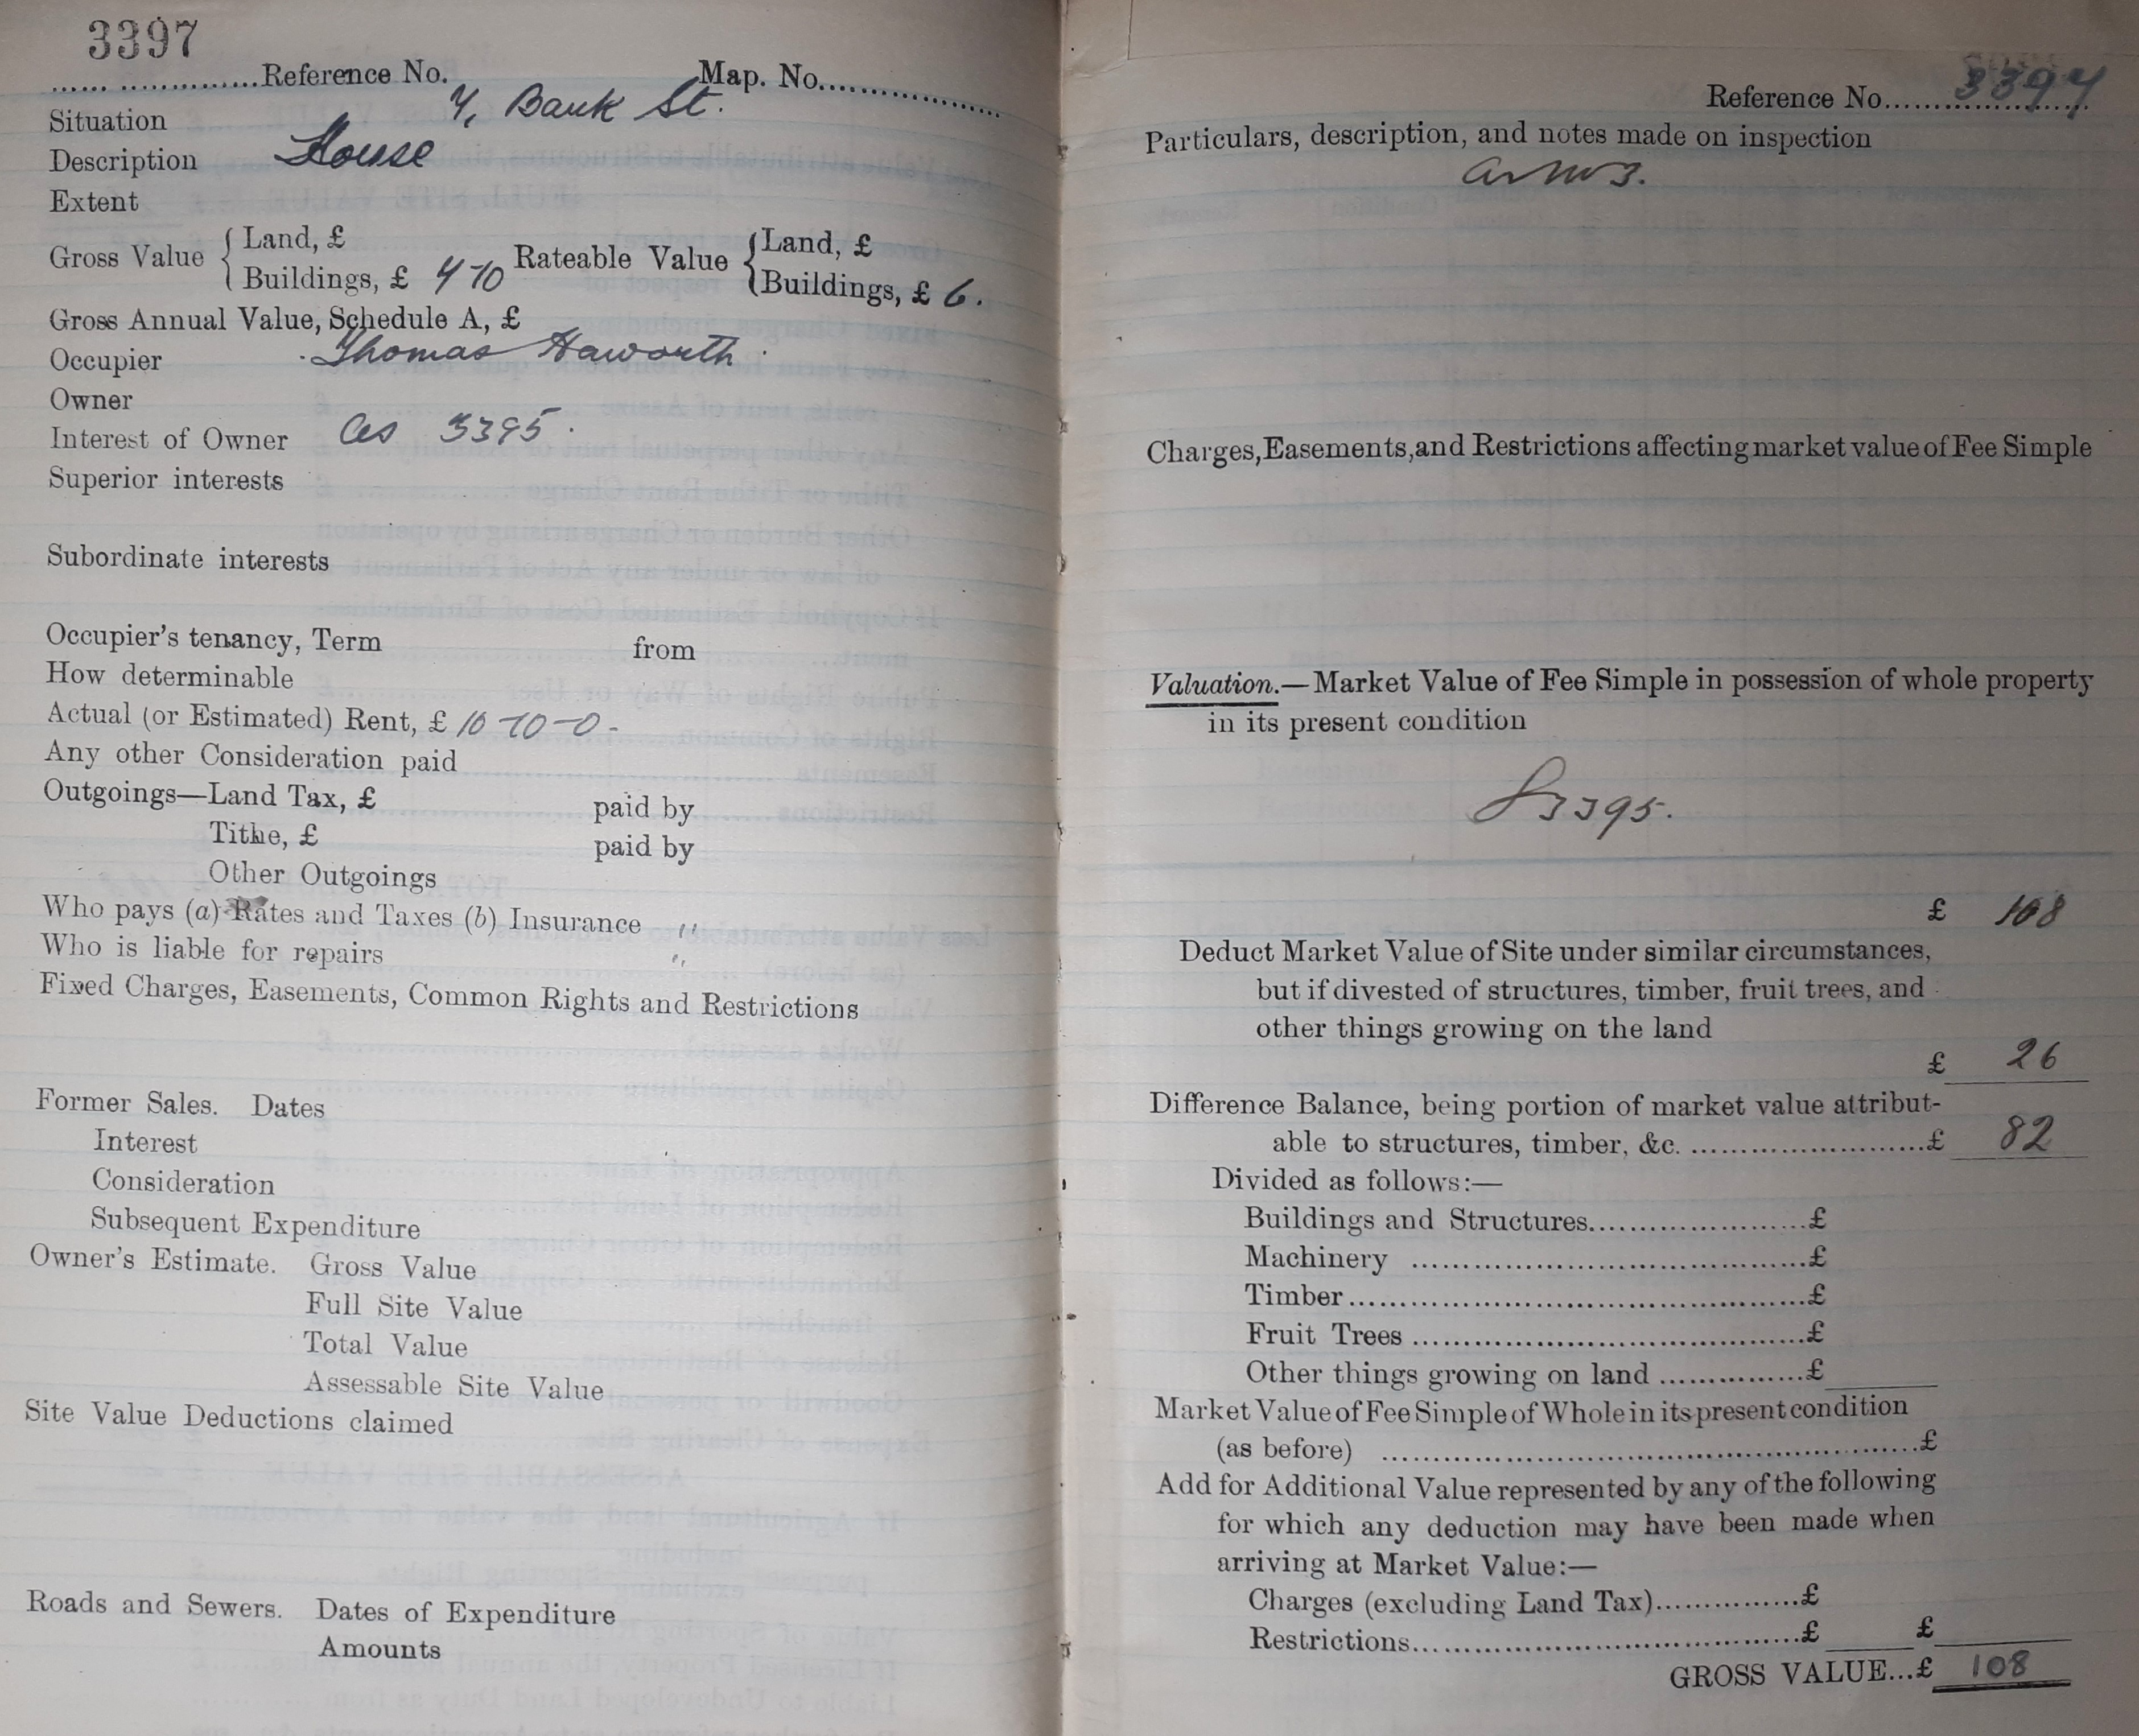 3397
Reference No. Map. No.
Situation 7, Bank St.
Description House
Extent
Gross Value { Land, £ Rateable Value { Land, £
Buildings, £ 7 10 Buildings, £ 6.
Gross Annual Value, Schedule A, £
Occupier Thomas Haworth
Owner
Interest of Owner as 3395.
Superior interests
Subordinate interests
Occupier's tenancy, Term from
How determinable
Actual (or Estimated) Rent, £ 10-10-0-
Any other Consideration paid
Outgoings—Land Tax, £ paid by
Tithe, £ paid by
Other Outgoings
Who pays (a) Rates and Taxes (b) Insurance "
Who is liable for repairs "
Fixed Charges, Easements, Common Rights and Restrictions
Former Sales. Dates
Interest
Consideration
Subsequent Expenditure
Owner's Estimate. Gross Value
Full Site Value
Total Value
Assessable Site Value
Site Value Deductions claimed
Roads and Sewers. Dates of Expenditure
Amounts
Reference No. 3397
Particulars, description, and notes made on inspection
Charges, Easements, and Restrictions affecting market value of Fee Simple
Valuation.—Market Value of Fee Simple in possession of whole property
in its present condition
3395.
£ 108
Deduct Market Value of Site under similar circumstances,
but if divested of structures, timber, fruit trees, and
other things growing on the land
£ 26
Difference Balance, being portion of market value attribut-
able to structures, timber, &c. £ 82
Divided as follows:—
Buildings and Structures £
Machinery £
Timber £
Fruit Trees £
Other things growing on land £
Market Value of Fee Simple of Whole in its present condition
(as before) £
Add for Additional Value represented by any of the following
for which any deduction may have been made when
arriving at Market Value:—
Charges (excluding Land Tax) £
Restrictions £ £
GROSS VALUE...£ 108